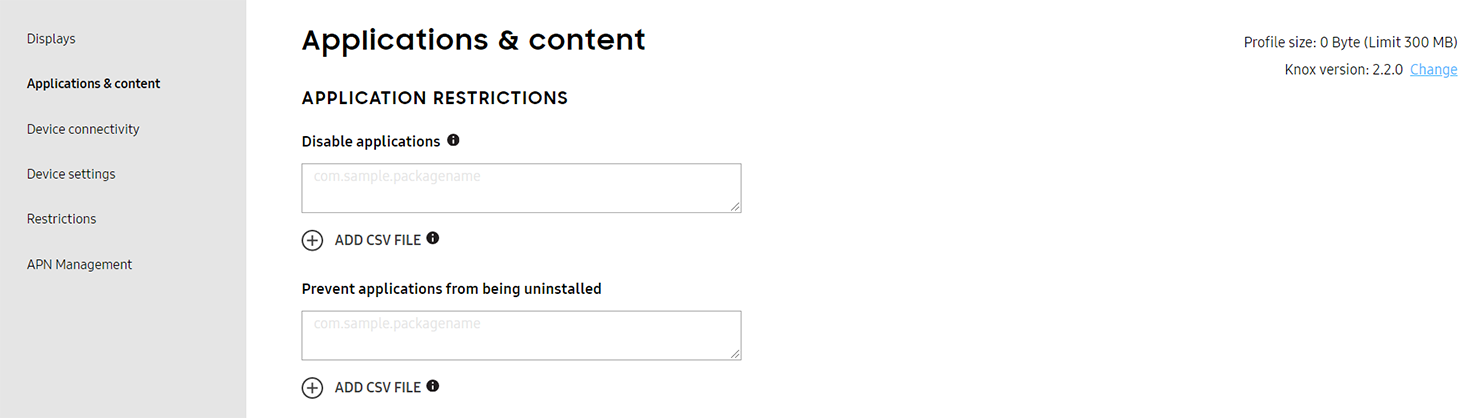 Displays
Applications & content
Device connectivity
Device settings
Restrictions
APN Management
Applications & content
Profile size: 0 Byte (Limit 300 MB)
Knox version: 2.2.0 Change
APPLICATION RESTRICTIONS
Disable applications
com.sample.packagename
ADD CSV FILE
Prevent applications from being uninstalled
com.sample.packagename
ADD CSV FILE